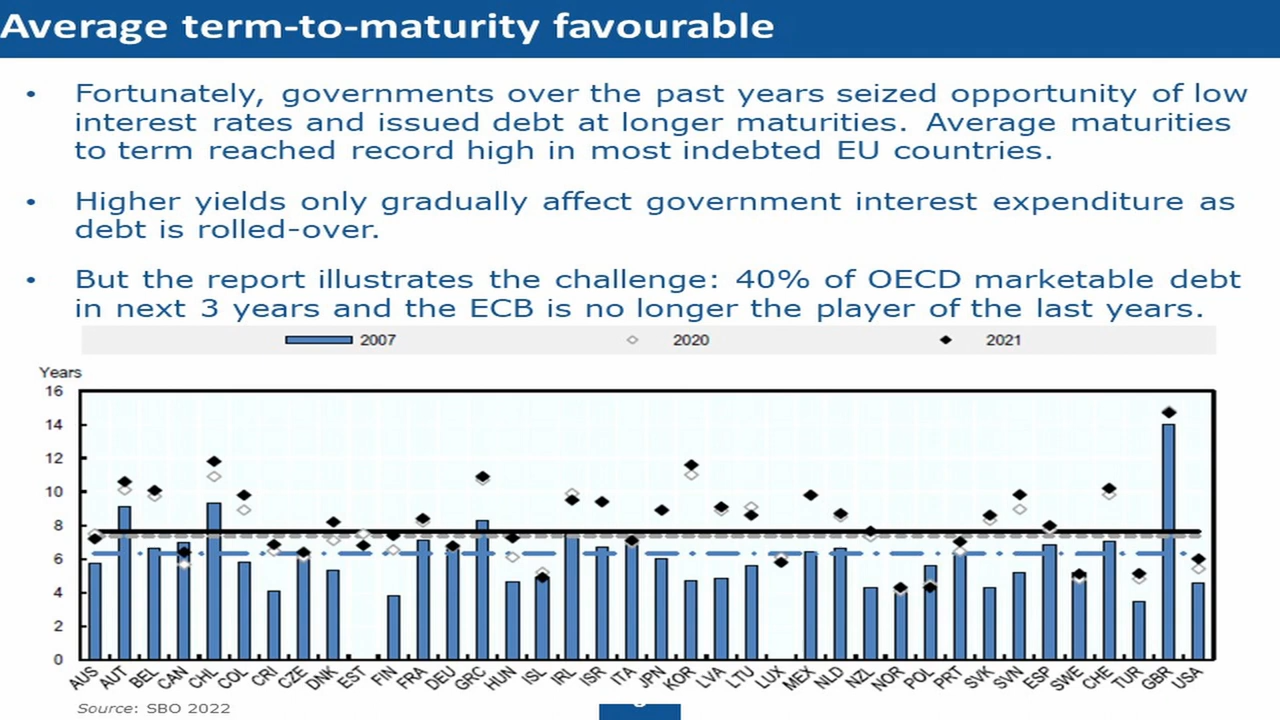 Average term-to-maturity favourable
• Fortunately, governments over the past years seized opportunity of low
interest rates and issued debt at longer maturities. Average maturities
to term reached record high in most indebted EU countries.
• Higher yields only gradually affect government interest expenditure as
debt is rolled-over.
• But the report illustrates the challenge: 40% of OECD marketable debt
in next 3 years and the ECB is no longer the player of the last years.
2007 2020 2021
Years
16
14
12
10
8
6
4
2
0
AUS AUT BEL CAN CHL COL CRI CZE DNK EST FIN FRA DEU GRC HUN ISL IRL ISR ITA JPN KOR LVA LTU LUX MEX NLD NZL NOR POL PRT SVK SVN ESP SWE CHE TUR GBR USA
Source: SBO 2022